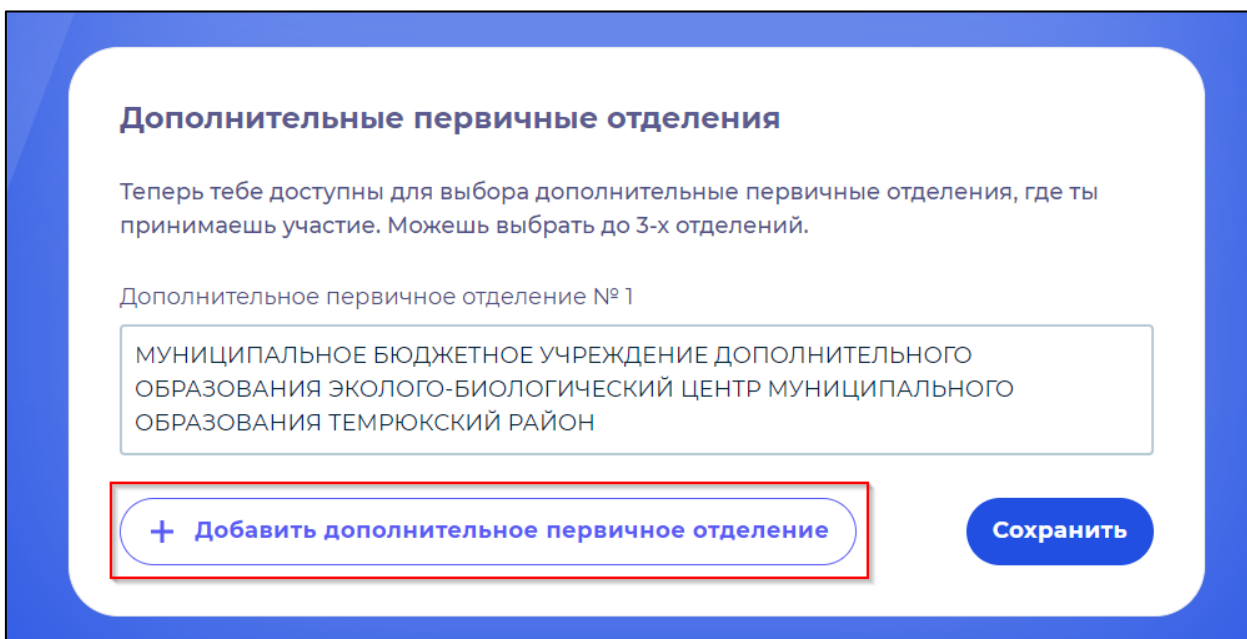 Дополнительные первичные отделения
Теперь тебе доступны для выбора дополнительные первичные отделения, где ты
принимаешь участие. Можешь выбрать до 3-х отделений.
Дополнительное первичное отделение № 1
МУНИЦИПАЛЬНОЕ БЮДЖЕТНОЕ УЧРЕЖДЕНИЕ ДОПОЛНИТЕЛЬНОГО
ОБРАЗОВАНИЯ ЭКОЛОГО-БИОЛОГИЧЕСКИЙ ЦЕНТР МУНИЦИПАЛЬНОГО
ОБРАЗОВАНИЯ ТЕМРЮКСКИЙ РАЙОН
+ Добавить дополнительное первичное отделение
Сохранить